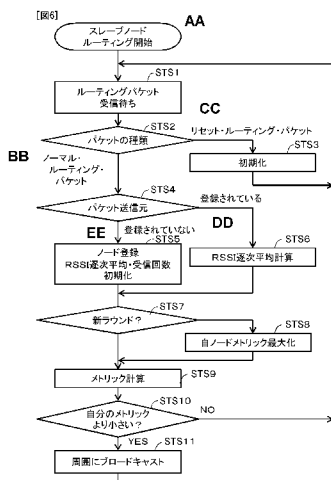 [図6]
AA
スレーブノード
ルーティング開始
STS1
ルーティングパケット
受信待ち
CC
STS2
パケットの種類
リセット・ルーティング・パケット
STS3
初期化
BB
ノーマル・
ルーティング・
パケット
STS4
パケット送信元
登録されている
DD
EE
登録されていない
STS5
ノード登録
RSSI逐次平均・受信回数
初期化
STS6
RSSI逐次平均計算
STS7
新ラウンド?
STS8
自ノードメトリック最大化
メトリック計算
STS9
STS10
自分のメトリック
より小さい?
NO
YES
STS11
周囲にブロードキャスト